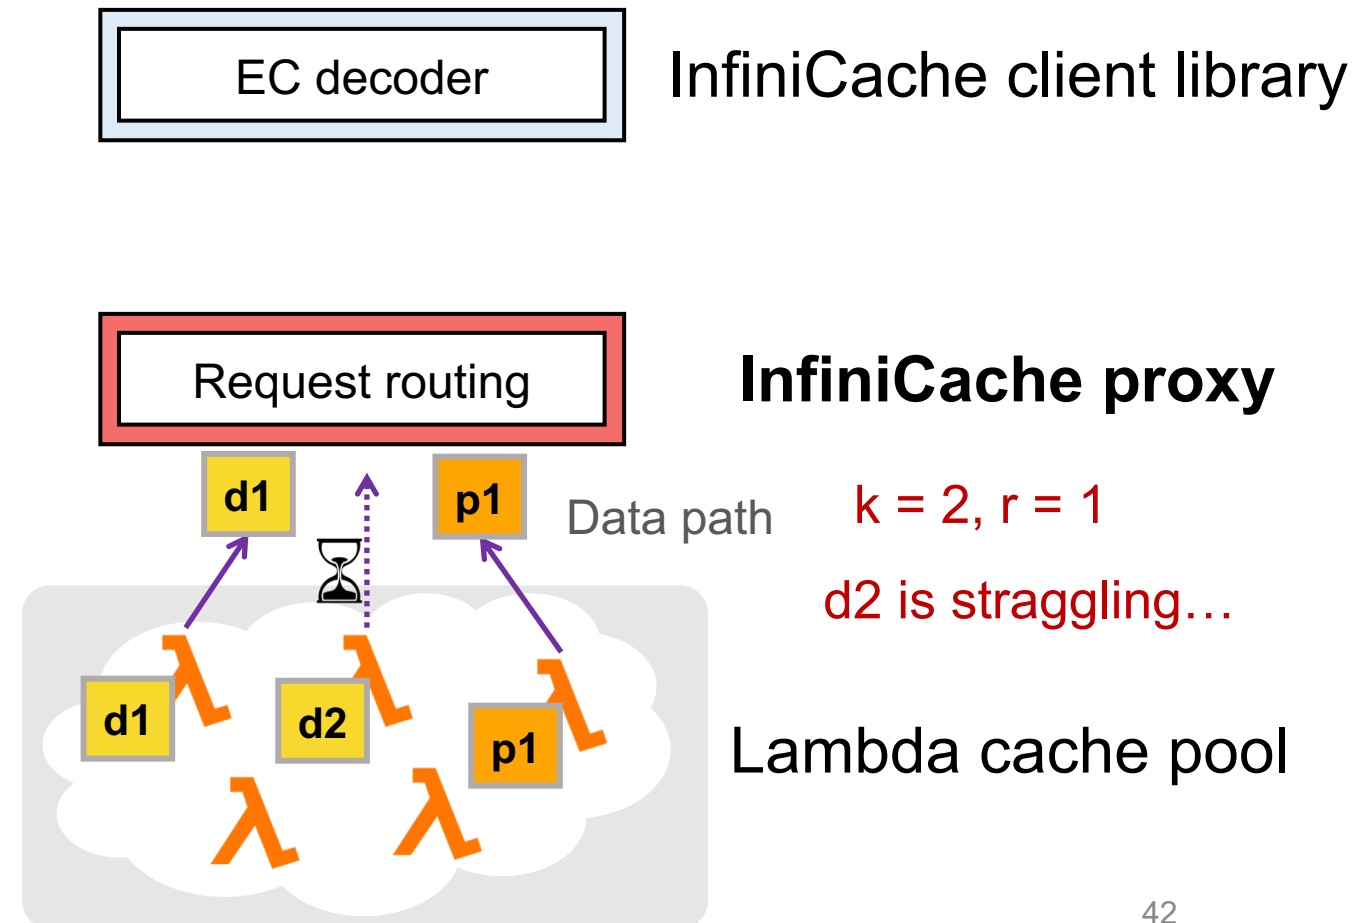 EC decoder
InfiniCache client library
Request routing
InfiniCache proxy
d1
p1
Data path
k = 2, r = 1
d2 is straggling…
λ
λ
λ
d1
d2
p1
Lambda cache pool
λ
λ
42